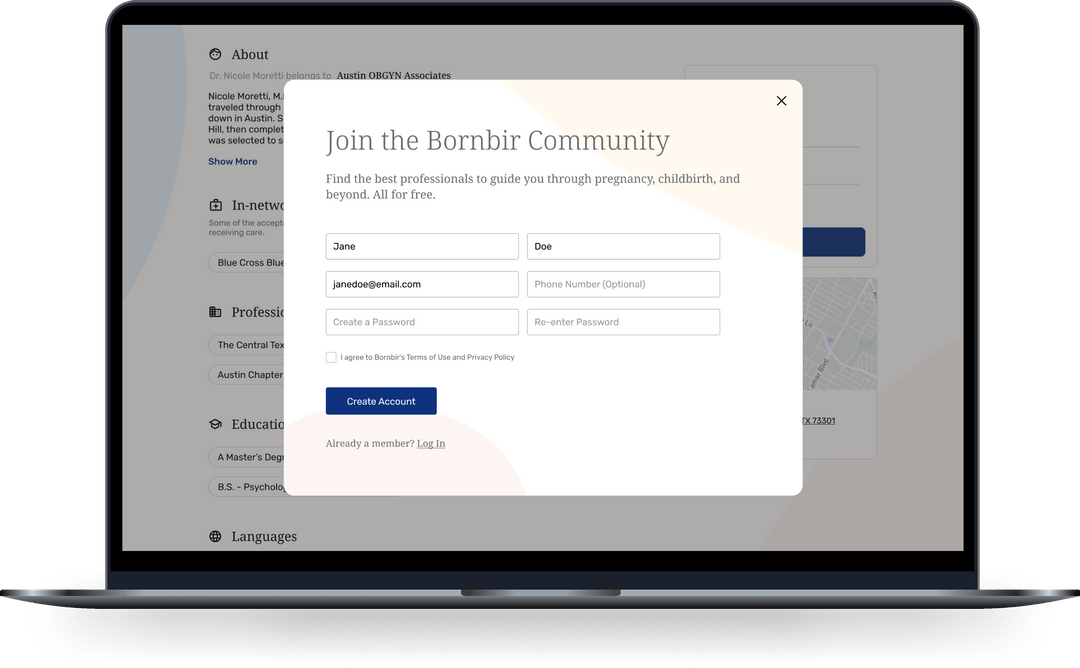 About
Dr. Nicole Moretti belongs to Austin OBGYN Associates
Nicole Moretti, M.
traveled through
down in Austin. S
Hill, then complet
was selected to s
Show More
In-netwo
Some of the accept
receiving care.
Blue Cross Blue
Professio
The Central Tex
Austin Chapter
Educatio
A Master's Degr
B.S. - Psycholog
Languages
Join the Bornbir Community
Find the best professionals to guide you through pregnancy, childbirth, and
beyond. All for free.
Jane
Doe
janedoe@email.com
Phone Number (Optional)
Create a Password
Re-enter Password
I agree to Bornbir's Terms of Use and Privacy Policy
Create Account
Already a member? Log In
Ln
amar Blvd
TX 73301